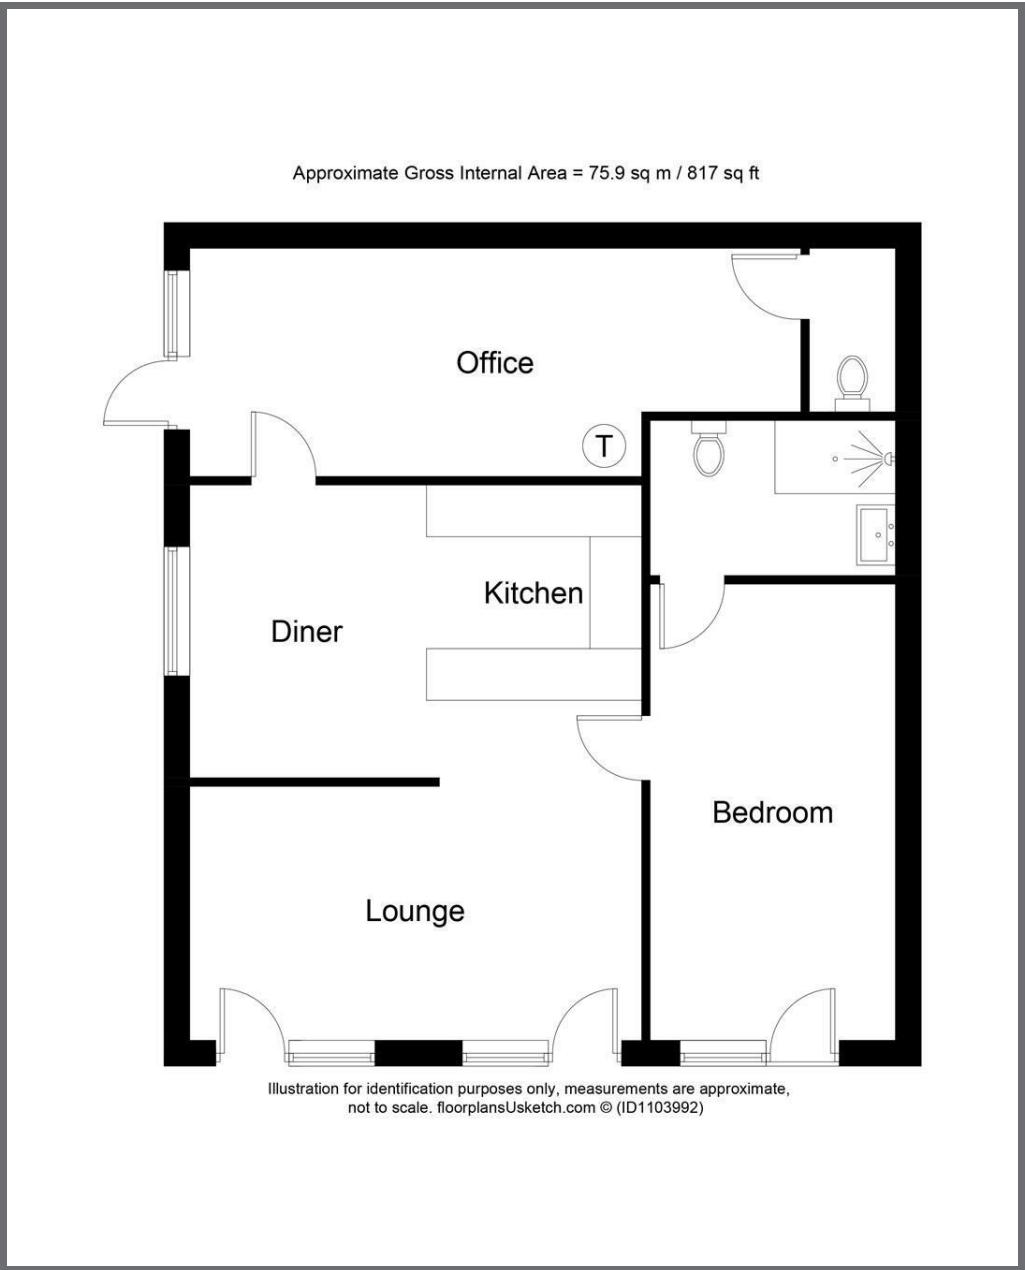 Approximate Gross Internal Area = 75.9 sq m / 817 sq ft
Office
T
Kitchen
Diner
Bedroom
Lounge
Illustration for identification purposes only, measurements are approximate,
not to scale. floorplansUsketch.com © (ID1103992)